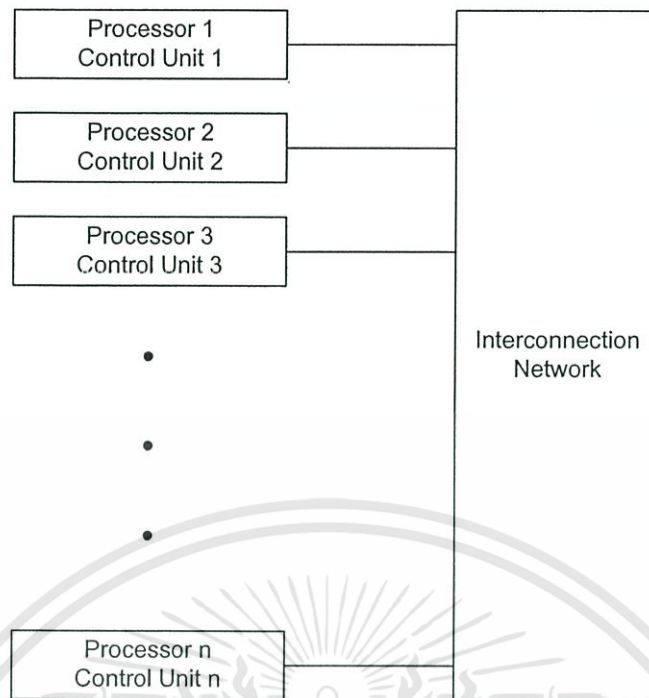 Processor 1
Control Unit 1
Processor 2
Control Unit 2
Processor 3
Control Unit 3
Interconnection
Network
Processor n
Control Unit n